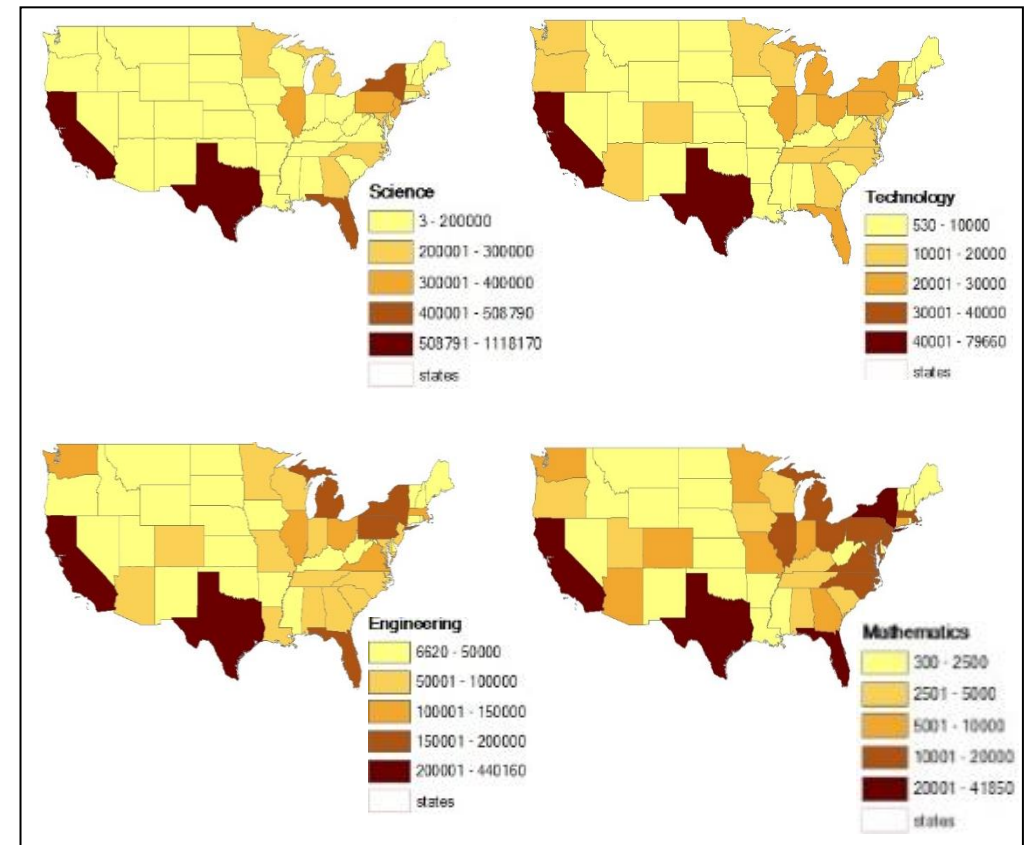 Science
3 - 200000
200001 - 300000
300001 - 400000
400001 - 508790
508791 - 1118170
states
Technology
530 - 10000
10001 - 20000
20001 - 30000
30001 - 40000
40001 - 79660
states
Engineering
6620 - 50000
50001 - 100000
100001 - 150000
150001 - 200000
200001 - 440160
states
Mathematics
300 - 2500
2501 - 5000
5001 - 10000
10001 - 20000
20001 - 41850
states